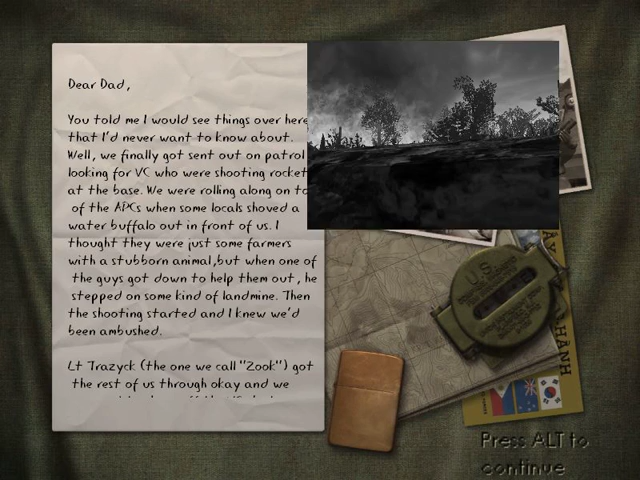 Dear Dad,
You told me I would see things over here
that I'd never want to know about.
Well, we finally got sent out on patrol
looking for VC who were shooting rocket
at the base. We were rolling along on to
of the APCs when some locals shoved a
water buffalo out in front of us. I
thought they were just some farmers
with a stubborn animal,but when one of
the guys got down to help them out, he
stepped on some kind of landmine. Then
the shooting started and I knew we'd
been ambushed.
Lt Trazyck (the one we call "Zook") got
the rest of us through okay and we
U.S.
HÀNH
Press ALT to
continue